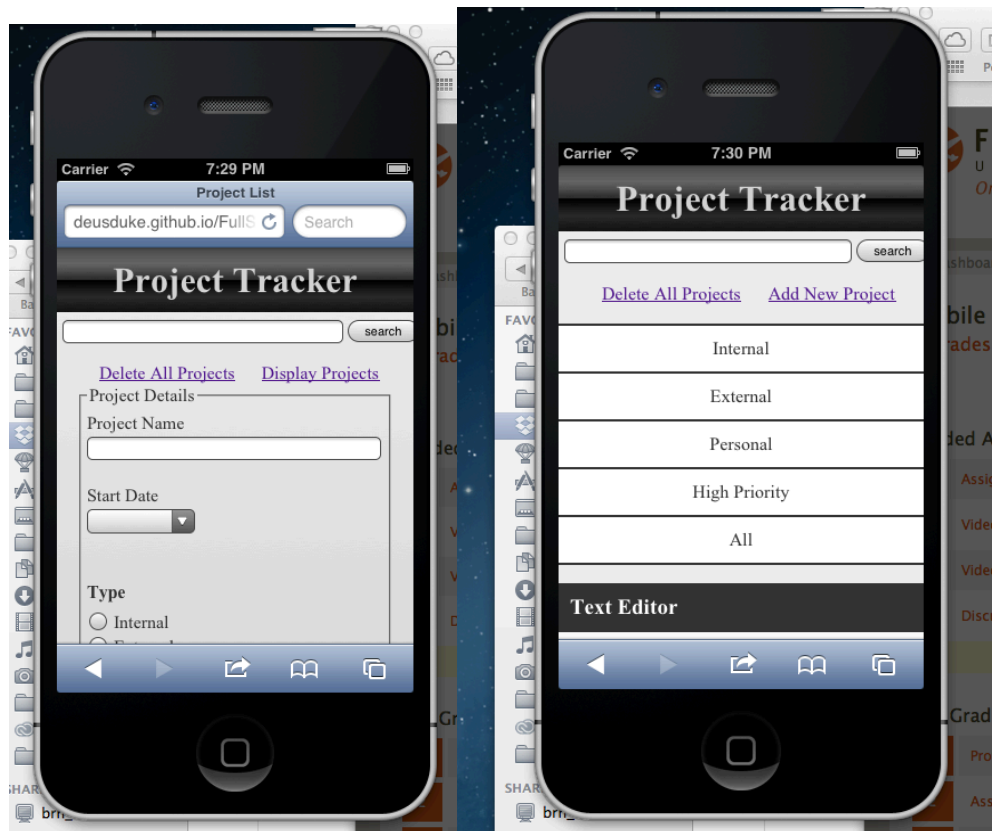 Carrier 7:29 PM
Project List
deusduke.github.io/FullS Search
Project Tracker
search
Delete All Projects Display Projects
Project Details
Project Name
Start Date
Type
Internal
Carrier 7:30 PM
Project Tracker
search
Delete All Projects Add New Project
Internal
External
Personal
High Priority
All
Text Editor